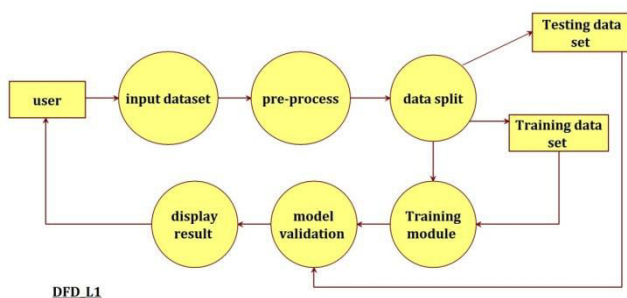 Testing data
set
user
input dataset
pre-process
data split
Training data
set
display
result
model
validation
Training
module
DFD_L1